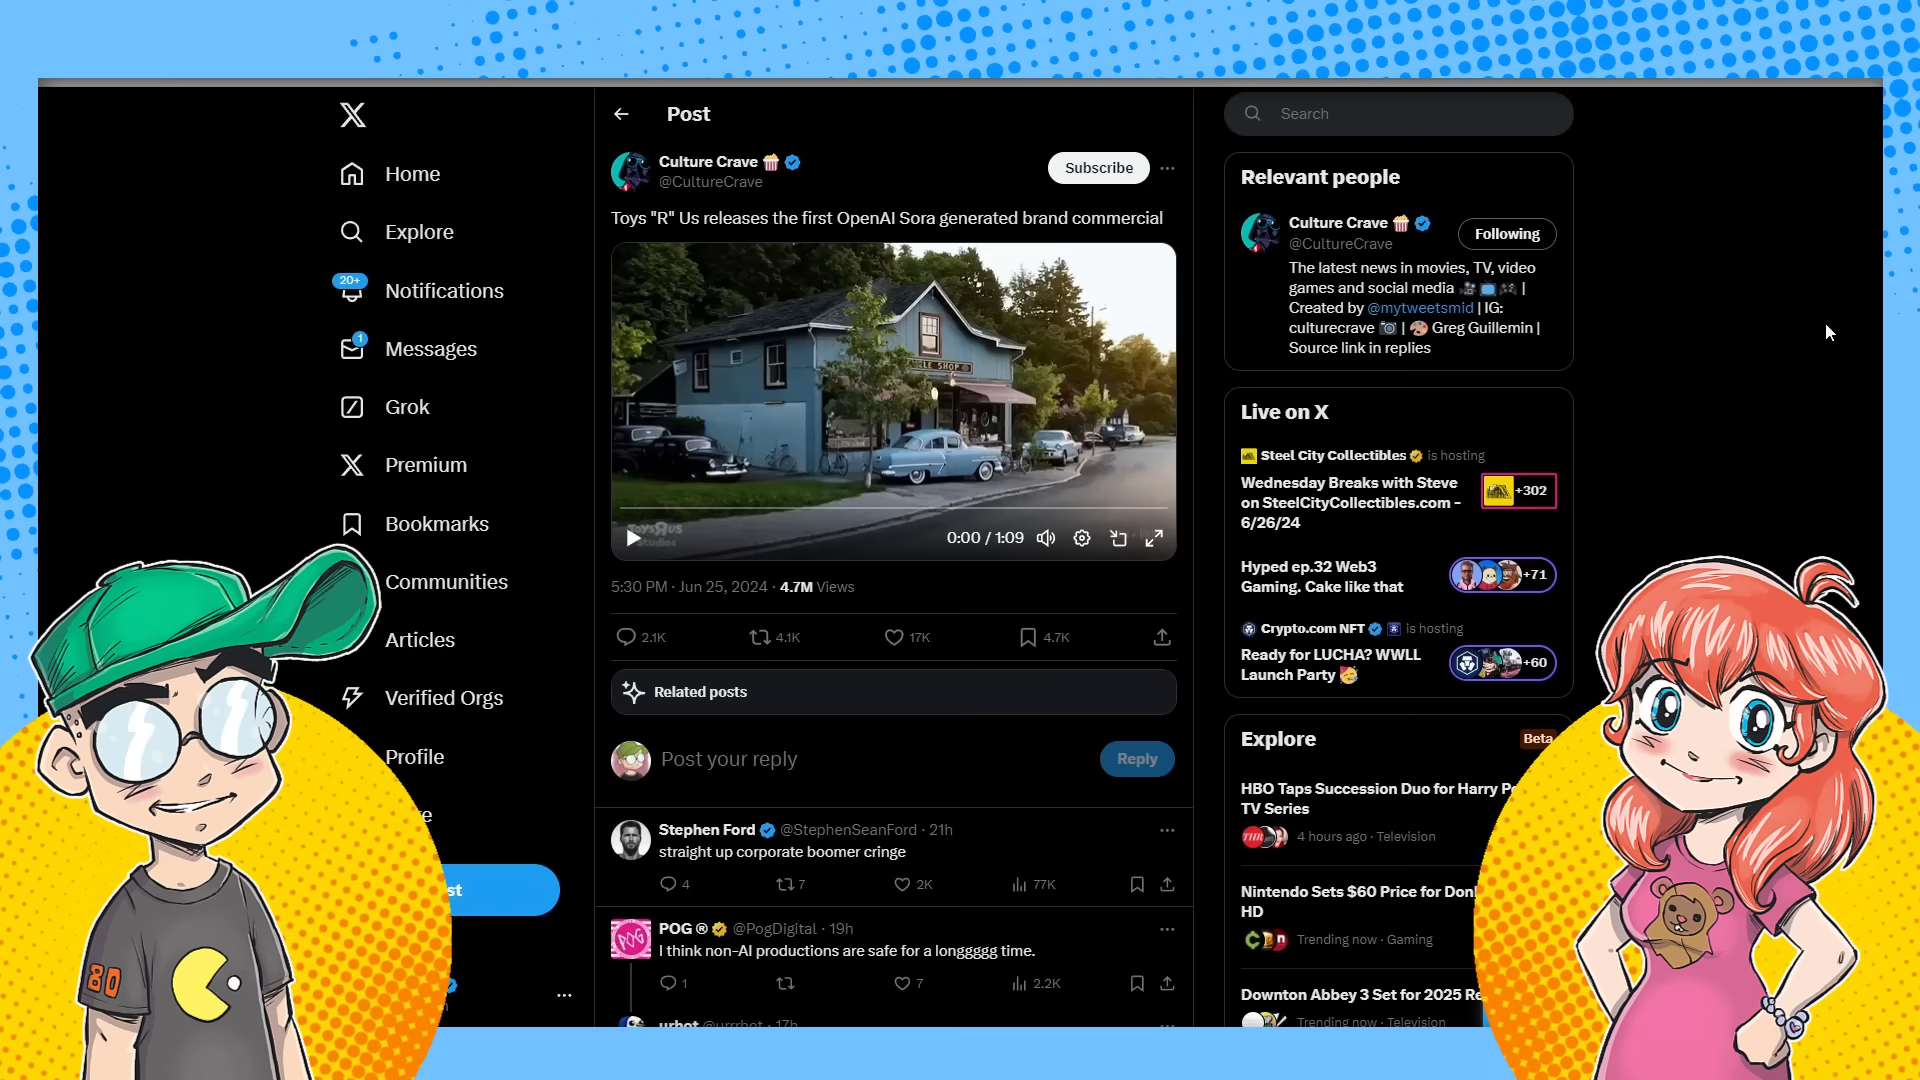 Home
Explore
20+
Notifications
1
Messages
Grok
Premium
Bookmarks
Communities
Articles
Verified Orgs
Profile
80
Post
Culture Crave
@CultureCrave
Subscribe
Toys "R" Us releases the first OpenAI Sora generated brand commercial
SHOP
ToysRUs
Studios
0:00 / 1:09
5:30 PM · Jun 25, 2024 · 4.7M Views
2.1K
4.1K
17K
4.7K
Related posts
Post your reply
Reply
Stephen Ford @StephenSeanFord · 21h
straight up corporate boomer cringe
4
7
2K
77K
POG ® @PogDigital · 19h
I think non-AI productions are safe for a longgggg time.
1
7
2.2K
urhot @urrrhot · 17h
Search
Relevant people
Culture Crave
@CultureCrave
Following
The latest news in movies, TV, video
games and social media |
Created by @mytweetsmid | IG:
culturecrave | Greg Guillemin |
Source link in replies
Live on X
Steel City Collectibles is hosting
Wednesday Breaks with Steve
on SteelCityCollectibles.com –
6/26/24
+302
Hyped ep.32 Web3
Gaming. Cake like that
+71
Crypto.com NFT is hosting
Ready for LUCHA? WWLL
Launch Party
+60
Explore
Beta
HBO Taps Succession Duo for Harry
TV Series
4 hours ago · Television
Nintendo Sets $60 Price for
HD
Trending now · Gaming
Downton Abbey 3 Set for 2025
Trending now · Television